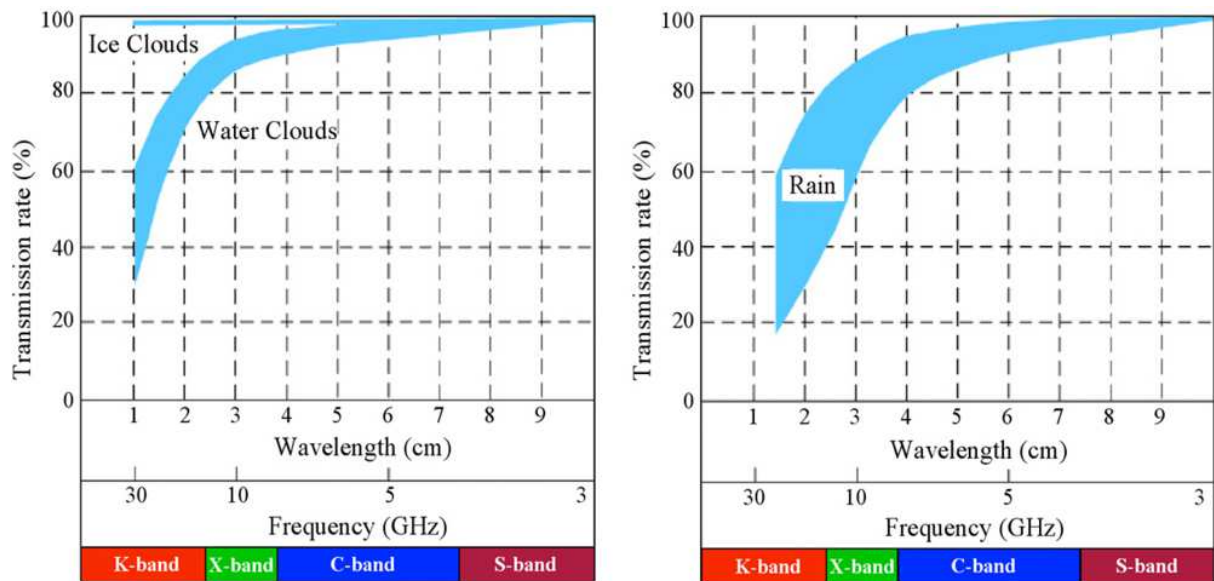 100
Ice Clouds
80
Water Clouds
60
40
20
0
Transmission rate (%)
1 2 3 4 5 6 7 8 9
Wavelength (cm)
30 10 5 3
Frequency (GHz)
K-band X-band C-band S-band
100
80
60
Rain
40
20
0
Transmission rate (%)
1 2 3 4 5 6 7 8 9
Wavelength (cm)
30 10 5 3
Frequency (GHz)
K-band X-band C-band S-band